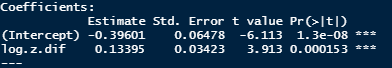 Coefficients:
Estimate Std. Error t value Pr(>|t|)
(Intercept) -0.39601 0.06478 -6.113 1.3e-08 ***
log.z.dif 0.13395 0.03423 3.913 0.000153 ***
---